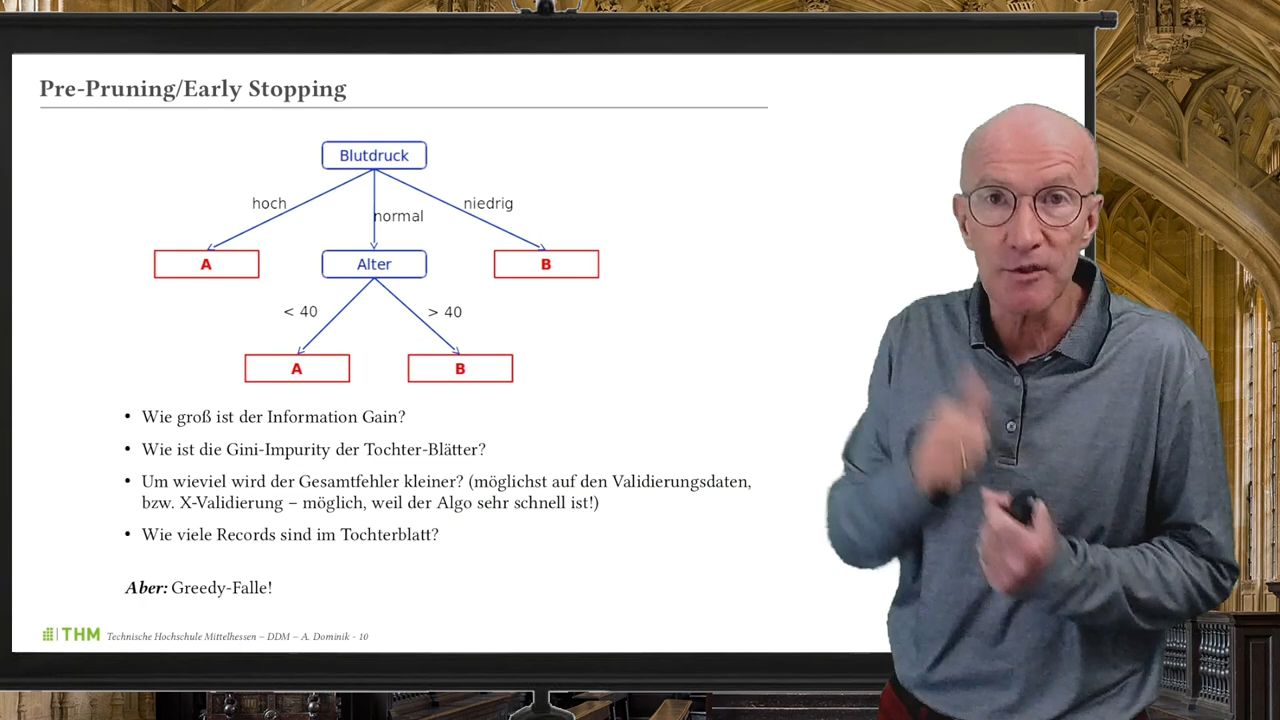 Pre-Pruning/Early Stopping
Blutdruck
hoch
normal
niedrig
A
Alter
B
< 40
> 40
A
B
• Wie groß ist der Information Gain?
• Wie ist die Gini-Impurity der Tochter-Blätter?
• Um wieviel wird der Gesamtfehler kleiner? (möglichst auf den Validierungsdaten,
bzw. X-Validierung – möglich, weil der Algo sehr schnell ist!)
• Wie viele Records sind im Tochterblatt?
Aber: Greedy-Falle!
THM Technische Hochschule Mittelhessen – DDM – A. Dominik - 10